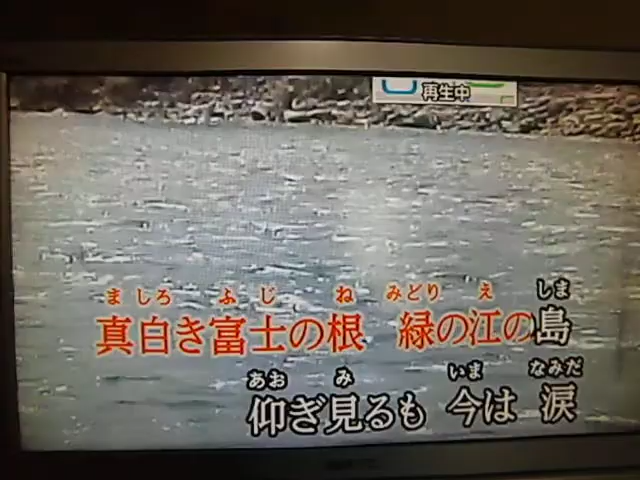 再生中
ましろ ふじ ね みどり え しま
真白き富士の根 緑の江の島
あお み いま なみだ
仰ぎ見るも 今は 涙